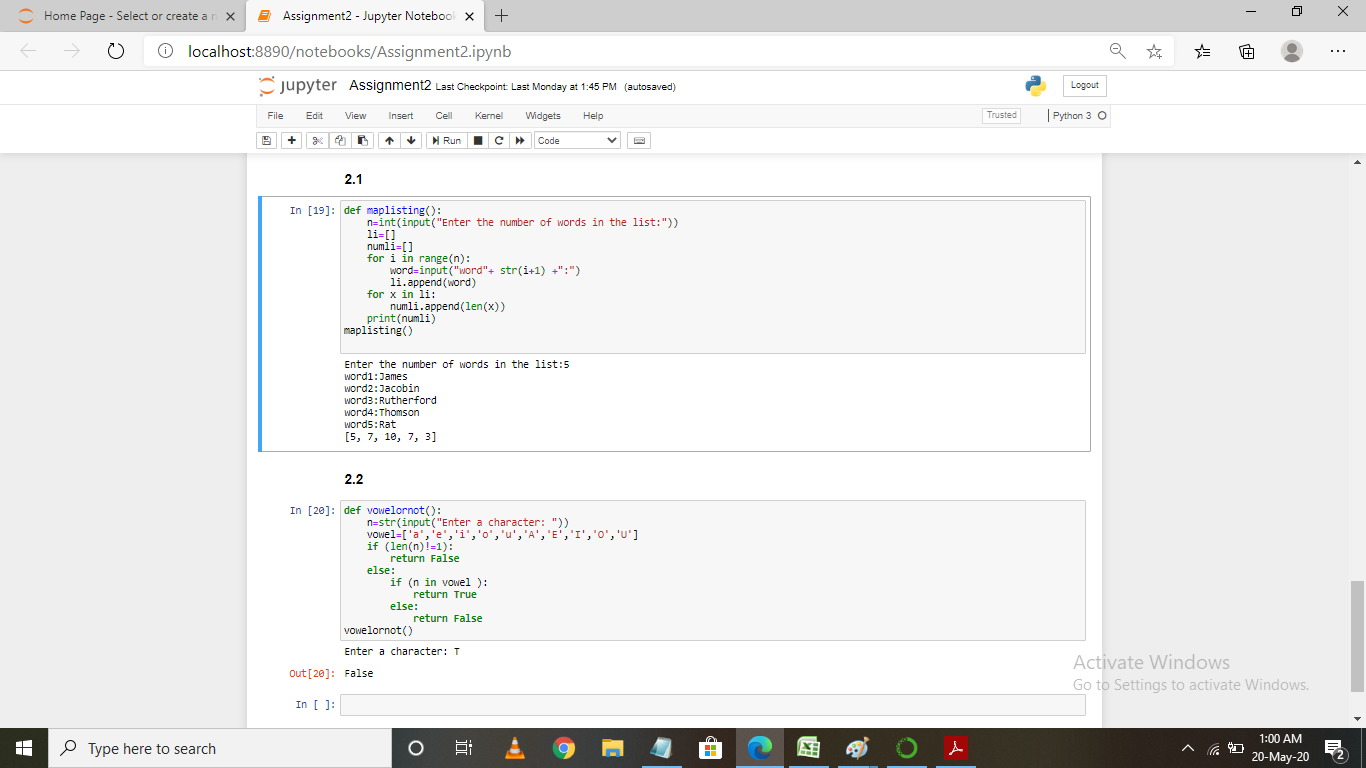 Home Page - Select or create a n
Assignment2 - Jupyter Notebook
localhost:8890/notebooks/Assignment2.ipynb
jupyter Assignment2 Last Checkpoint: Last Monday at 1:45 PM (autosaved)
Logout
File Edit View Insert Cell Kernel Widgets Help
Trusted
Python 3
Run
Code
2.1
In [19]: def maplisting():
    n=int(input("Enter the number of words in the list:"))
    li=[]
    numli=[]
    for i in range(n):
        word=input("word"+ str(i+1) +":")
        li.append(word)
    for x in li:
        numli.append(len(x))
    print(numli)
maplisting()
Enter the number of words in the list:5
word1:James
word2:Jacobin
word3:Rutherford
word4:Thomson
word5:Rat
[5, 7, 10, 7, 3]
2.2
In [20]: def vowelornot():
    n=str(input("Enter a character: "))
    vowel=['a','e','i','o','u','A','E','I','O','U']
    if (len(n)!=1):
        return False
    else:
        if (n in vowel ):
            return True
        else:
            return False
vowelornot()
Enter a character: T
Out[20]: False
In [ ]:
Activate Windows
Go to Settings to activate Windows.
Type here to search
1:00 AM
20-May-20
2